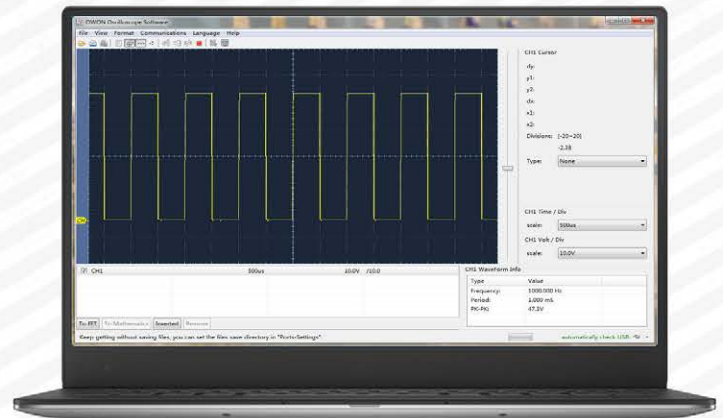 OWON Oscilloscope Software
File View Format Communications Language Help
CH1 Cursor
dy:
y1:
y2:
dx:
x1:
x2:
Divisions: [-20~20]
-2.38
Type: None
CH1 Time / Div
scale: 500us
CH1 Volt / Div
scale: 10.0V
CH1 500us 10.0V /10.0
CH1 Waveform Info
Type Value
Frequency: 1000.000 Hz
Period: 1.000 mS
PK-PK: 47.2V
To FFT To Mathematics Inserted Remove
Keep getting without saving files, you can set the files save directory in "Ports-Settings"
automatically check USB: